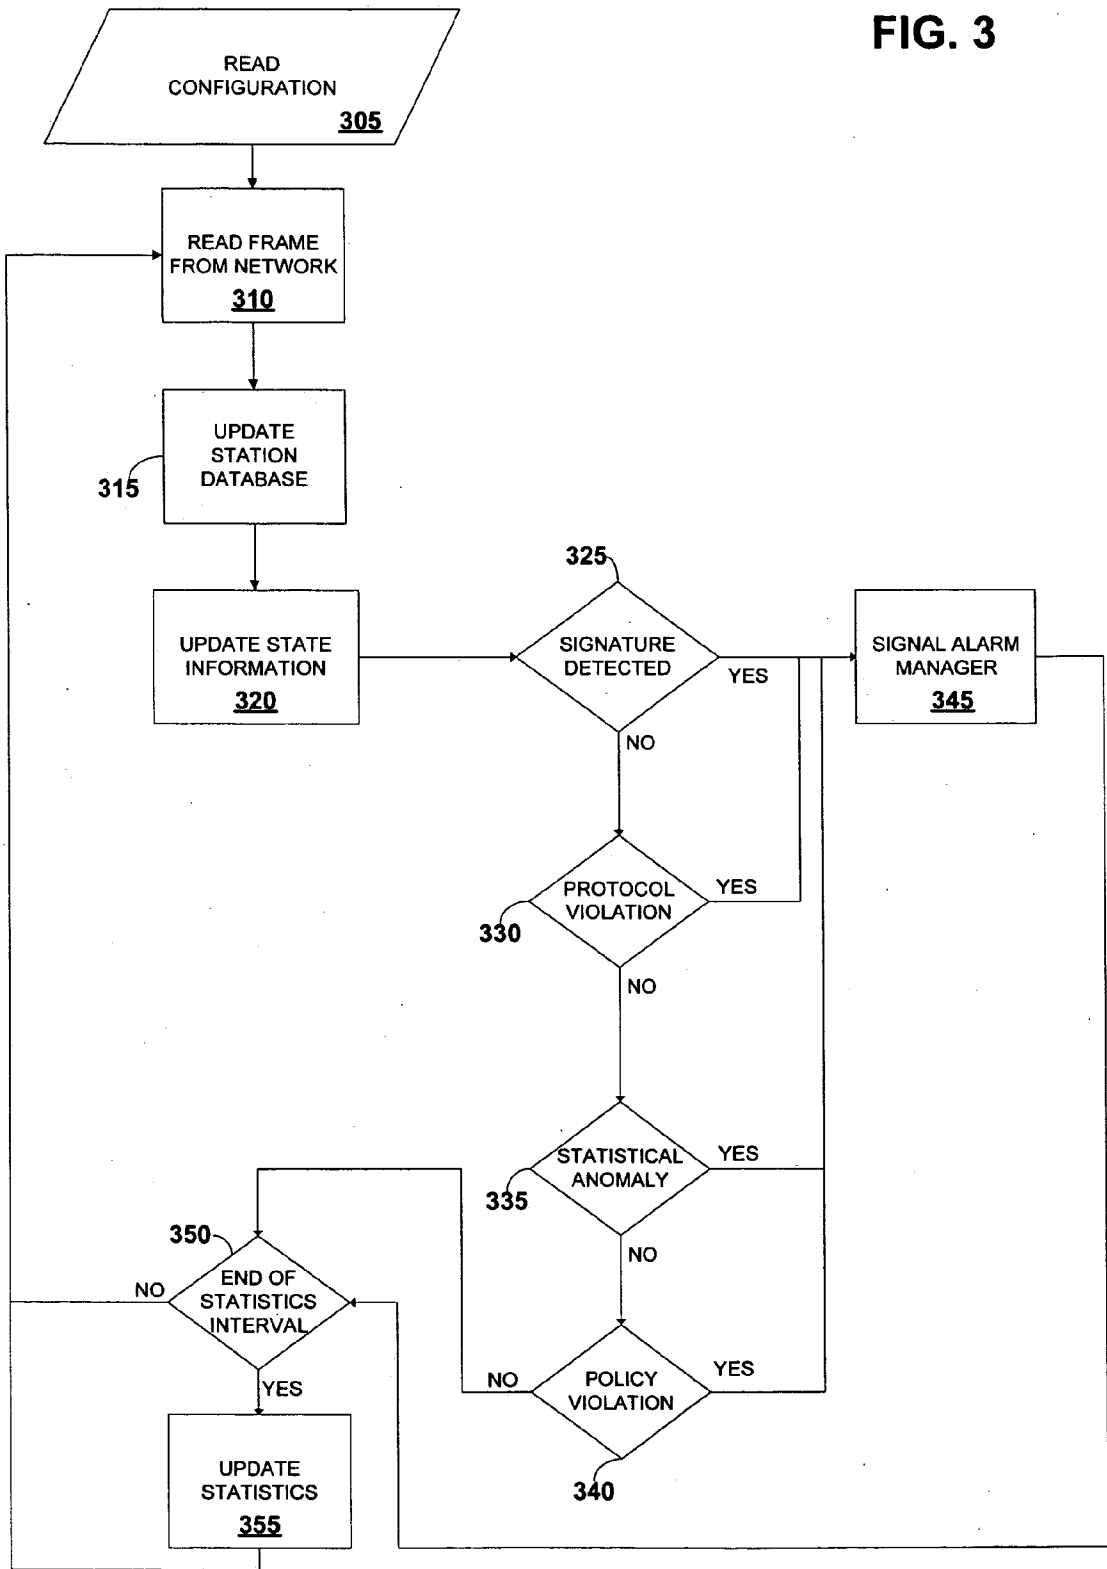 FIG. 3
READ
CONFIGURATION
305
READ FRAME
FROM NETWORK
310
UPDATE
STATION
DATABASE
315
UPDATE STATE
INFORMATION
320
325
SIGNATURE
DETECTED
YES
NO
SIGNAL ALARM
MANAGER
345
PROTOCOL
VIOLATION
YES
330
NO
STATISTICAL
ANOMALY
YES
335
NO
350
END OF
STATISTICS
INTERVAL
NO
YES
POLICY
VIOLATION
YES
NO
340
UPDATE
STATISTICS
355